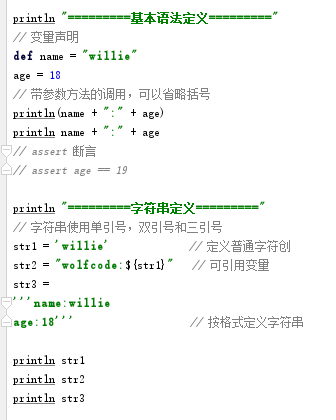 println "=========基本语法定义========="
// 变量声明
def name = "willie"
age = 18
// 带参数方法的调用，可以省略括号
println(name + ":" + age)
println name + ":" + age
// assert 断言
// assert age == 19
println "=========字符串定义========="
// 字符串使用单引号，双引号和三引号
str1 = 'willie' // 定义普通字符创
str2 = "wolfcode:${str1}" // 可引用变量
str3 =
'''name:willie
age:18''' // 按格式定义字符串
println str1
println str2
println str3